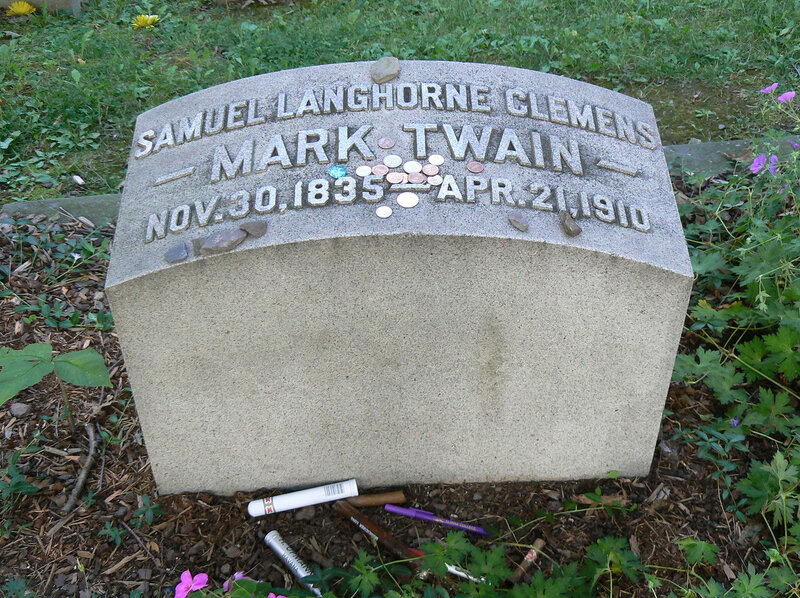 SAMUEL LANGHORNE CLEMENS
— MARK TWAIN —
NOV. 30, 1835 — APR. 21, 1910